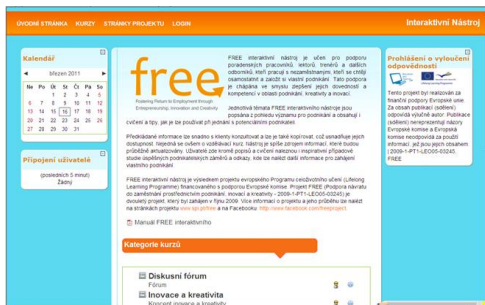 ÚVODNÍ STRÁNKA KURZY STRÁNKY PROJEKTU LOGIN
Interaktivní Nástroj
Kalendář
březen 2011
Ne Po Út St Čt Pá So
1 2 3 4 5
6 7 8 9 10 11 12
13 14 15 16 17 18 19
20 21 22 23 24 25 26
27 28 29 30 31
Připojení uživatelé
(posledních 5 minut)
Žádný
free
Fostering Return to Employment through
Entrepreneurship, Innovation and Creativity
FREE interaktivní nástroj je učen pro podporu
poradenských pracovníků, lektorů, trenérů a dalších
odborníků, kteří pracují s nezaměstnanými, kteří se chtějí
osamostatnit a založit si vlastní podnikání. Tato podpora
je chápána ve smyslu zlepšení jejich dovedností a
kompetencí v oblasti podnikání, kreativity a inovací.
Jednotlivá témata FREE interaktivního nástroje jsou
popsána z pohledu významu pro podnikání a obsahují i
cvičení a tipy, jak je lze používat při jednání s potenciálními podnikateli.
Předkládané informace lze snadno s klienty konzultovat a lze je také kopírovat, což usnadňuje jejich
dostupnost. Nejedná se ovšem o vzdělávací kurz. Nástroj je spíše zdrojem informací, které budou
průběžně aktualizovány. Uživatelé zde kromě popisů a cvičení naleznou i inspirativní případové
studie úspěšných podnikatelských záměrů a odkazy, kde lze nalézt další informace pro zahájení
vlastního podnikání.
FREE interaktivní nástroj je výsledkem projektu evropského Programu celoživotního učení (Lifelong
Learning Programme) financovaného s podporou Evropské komise. Projekt FREE (Podpora návratu
do zaměstnání prostřednictvím podnikání, inovací a kreativity - 2009-1-PT1-LEO05-03245) je
dvouletý projekt, který byl zahájen v říjnu 2009. Více informací o projektu a jeho průběhu lze nalézt
na stránkách projektu www.spi.pt/free a na Facebooku: http://www.facebook.com/freeproject.
Manuál FREE interaktivního
Kategorie kurzů
Diskusní fórum
Fórum
Inovace a kreativita
Koncept inovace a kreativity
Prohlášení o vyloučení
odpovědnosti
Tento projekt byl realizován za
finanční podpory Evropské unie.
Za obsah publikací (sdělení)
odpovídá výlučně autor. Publikace
(sdělení) nereprezentují názory
Evropské komise a Evropská
komise neodpovídá za použití
informací, jež jsou jejich obsahem
| 2009-1-PT1-LEO05-03245,
FREE